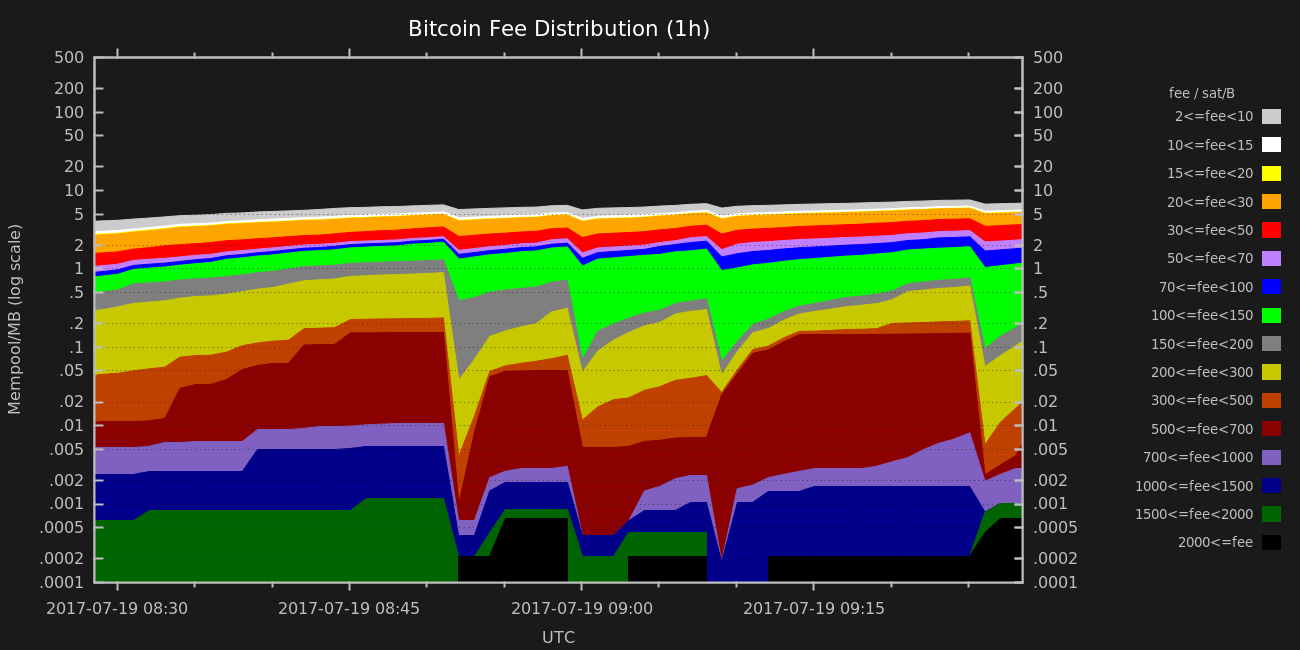 Bitcoin Fee Distribution (1h)
500 500
200 200
100 100
50 50
20 20
10 10
5 5
2 2
1 1
.5 .5
.2 .2
.1 .1
.05 .05
.02 .02
.01 .01
.005 .005
.002 .002
.001 .001
.0005 .0005
.0002 .0002
.0001 .0001
Mempool/MB (log scale)
2017-07-19 08:30 2017-07-19 08:45 2017-07-19 09:00 2017-07-19 09:15
UTC
fee / sat/B
2<=fee<10
10<=fee<15
15<=fee<20
20<=fee<30
30<=fee<50
50<=fee<70
70<=fee<100
100<=fee<150
150<=fee<200
200<=fee<300
300<=fee<500
500<=fee<700
700<=fee<1000
1000<=fee<1500
1500<=fee<2000
2000<=fee